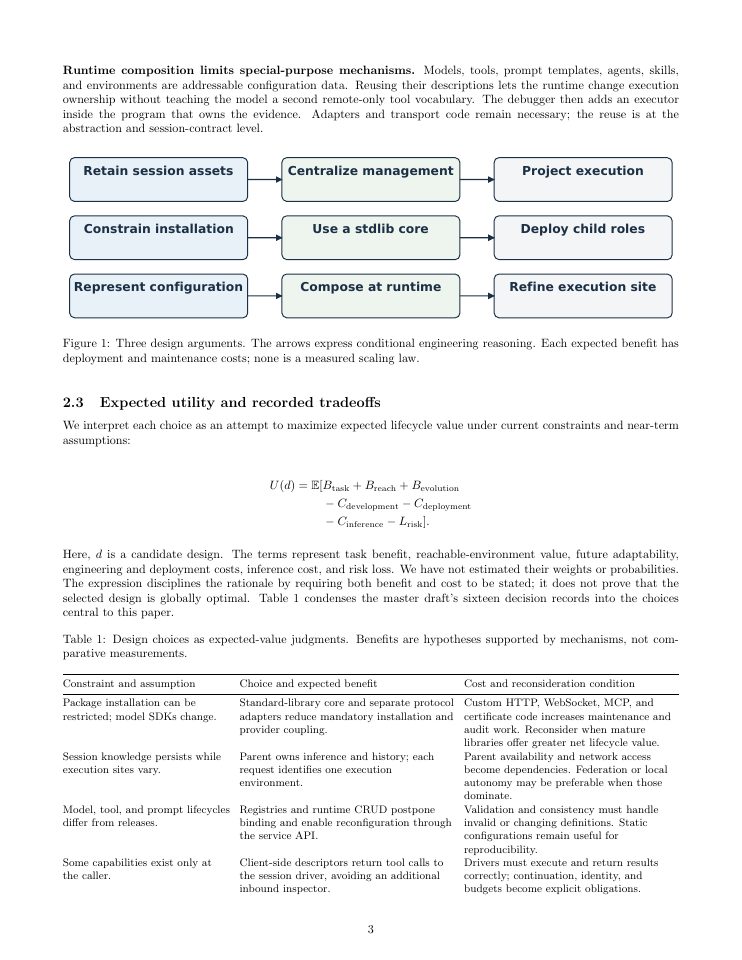 Runtime composition limits special-purpose mechanisms. Models, tools, prompt templates, agents, skills,
and environments are addressable configuration data. Reusing their descriptions lets the runtime change execution
ownership without teaching the model a second remote-only tool vocabulary. The debugger then adds an executor
inside the program that owns the evidence. Adapters and transport code remain necessary; the reuse is at the
abstraction and session-contract level.
Retain session assets
Centralize management
Project execution
Constrain installation
Use a stdlib core
Deploy child roles
Represent configuration
Compose at runtime
Refine execution site
Figure 1: Three design arguments. The arrows express conditional engineering reasoning. Each expected benefit has
deployment and maintenance costs; none is a measured scaling law.
2.3 Expected utility and recorded tradeoffs
We interpret each choice as an attempt to maximize expected lifecycle value under current constraints and near-term
assumptions:
U(d) = 𝔼[B_task + B_reach + B_evolution
− C_development − C_deployment
− C_inference − L_risk].
Here, d is a candidate design. The terms represent task benefit, reachable-environment value, future adaptability,
engineering and deployment costs, inference cost, and risk loss. We have not estimated their weights or probabilities.
The expression disciplines the rationale by requiring both benefit and cost to be stated; it does not prove that the
selected design is globally optimal. Table 1 condenses the master draft's sixteen decision records into the choices
central to this paper.
Table 1: Design choices as expected-value judgments. Benefits are hypotheses supported by mechanisms, not com-
parative measurements.
Constraint and assumption
Choice and expected benefit
Cost and reconsideration condition
Package installation can be
restricted; model SDKs change.
Standard-library core and separate protocol
adapters reduce mandatory installation and
provider coupling.
Custom HTTP, WebSocket, MCP, and
certificate code increases maintenance and
audit work. Reconsider when mature
libraries offer greater net lifecycle value.
Session knowledge persists while
execution sites vary.
Parent owns inference and history; each
request identifies one execution
environment.
Parent availability and network access
become dependencies. Federation or local
autonomy may be preferable when those
dominate.
Model, tool, and prompt lifecycles
differ from releases.
Registries and runtime CRUD postpone
binding and enable reconfiguration through
the service API.
Validation and consistency must handle
invalid or changing definitions. Static
configurations remain useful for
reproducibility.
Some capabilities exist only at
the caller.
Client-side descriptors return tool calls to
the session driver, avoiding an additional
inbound inspector.
Drivers must execute and return results
correctly; continuation, identity, and
budgets become explicit obligations.
3